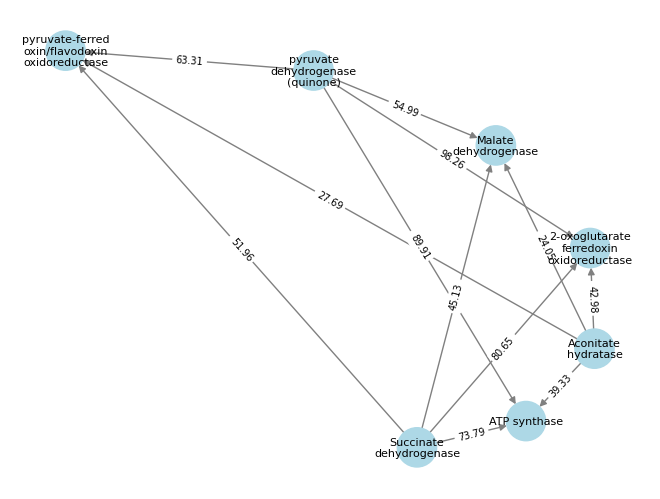 pyruvate-ferred
oxin/flavodoxin
oxidoreductase
63.31
pyruvate
dehydrogenase
(quinone)
54.99
Malate
dehydrogenase
98.26
27.69
51.96
89.91
24.05
2-oxoglutarate
ferredoxin
oxidoreductase
45.13
42.98
80.65
Aconitate
hydratase
39.33
ATP synthase
73.79
Succinate
dehydrogenase